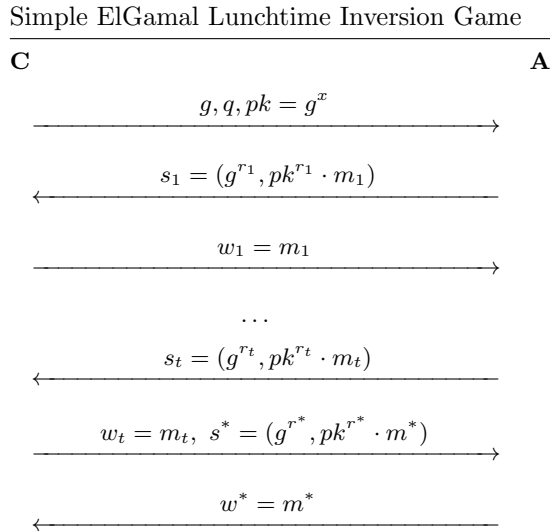 Simple ElGamal Lunchtime Inversion Game
C A
g, q, pk = g^x
s_1 = (g^{r_1}, pk^{r_1} · m_1)
w_1 = m_1
...
s_t = (g^{r_t}, pk^{r_t} · m_t)
w_t = m_t, s^* = (g^{r^*}, pk^{r^*} · m^*)
w^* = m^*